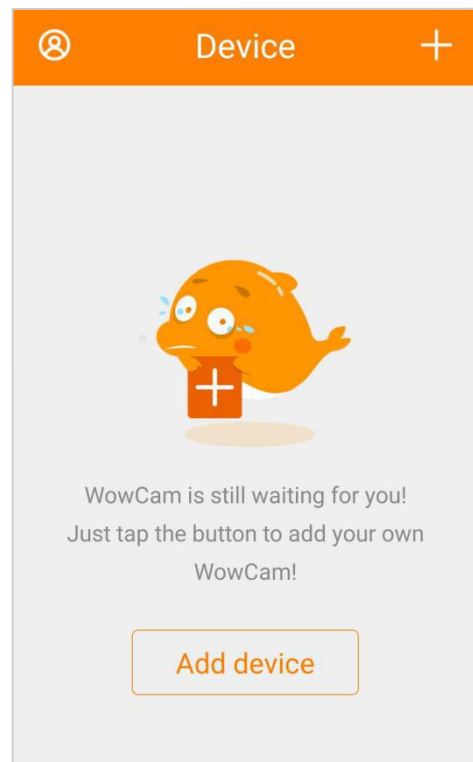 Device
WowCam is still waiting for you!
Just tap the button to add your own
WowCam!
Add device